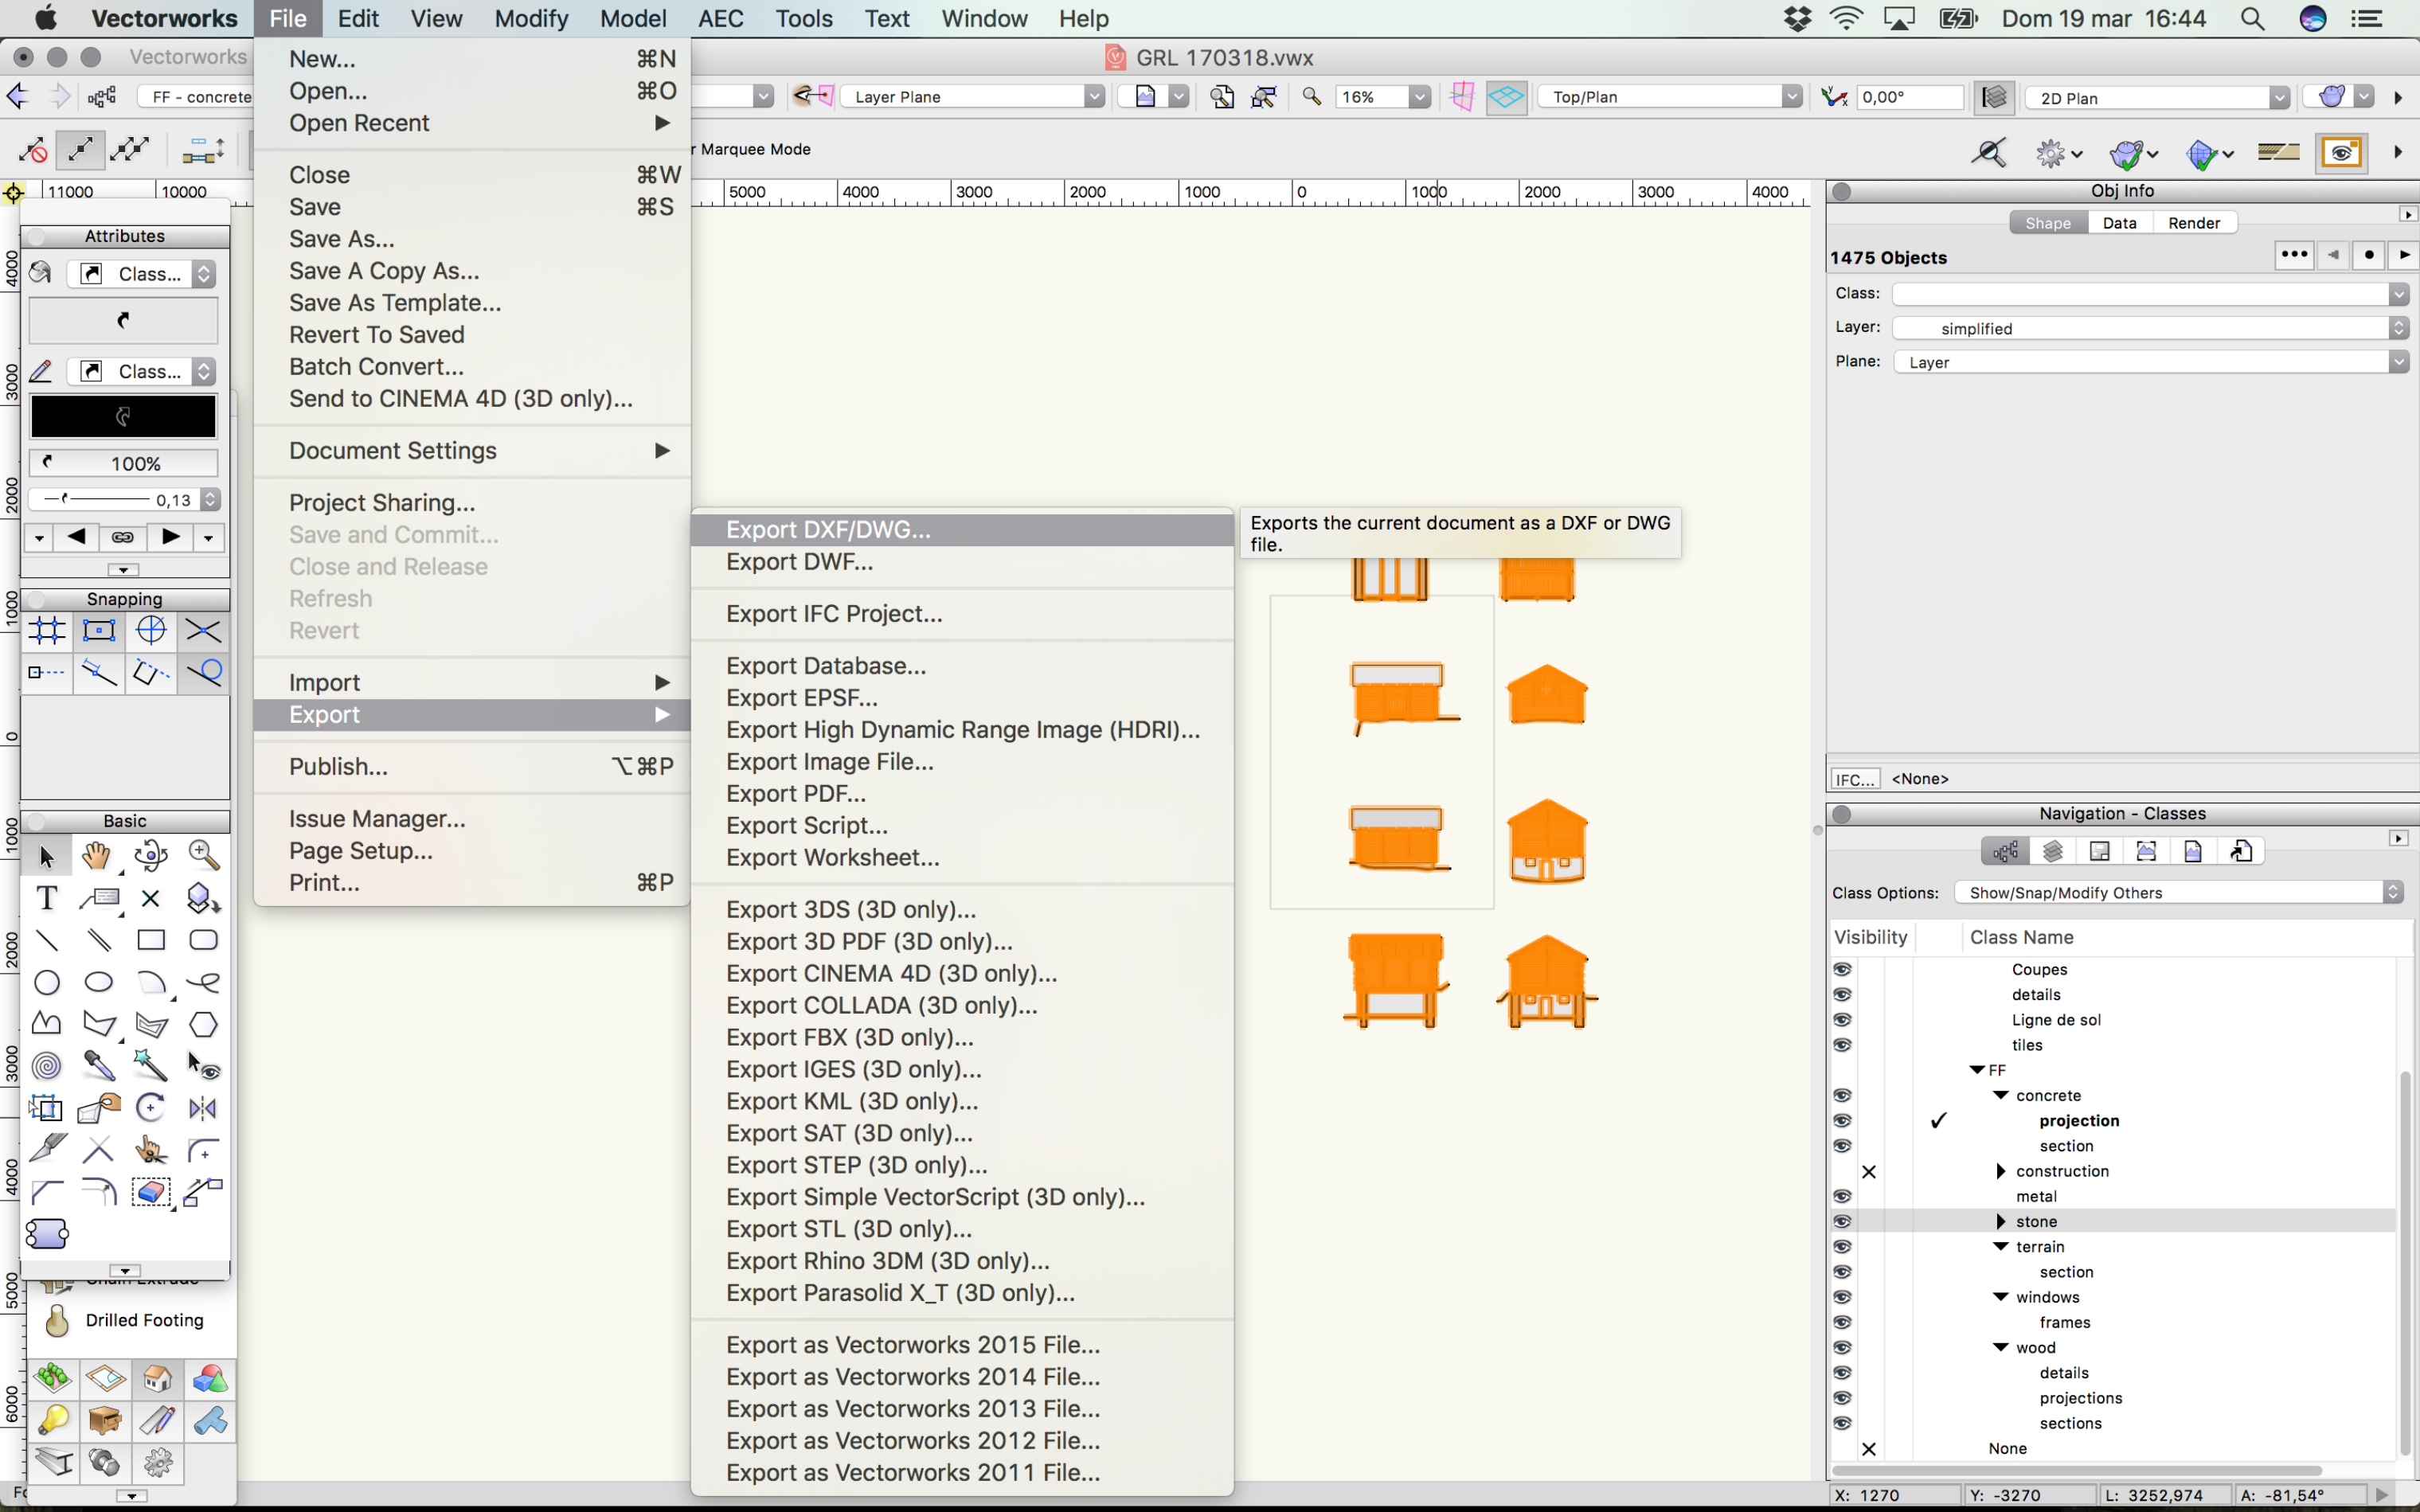 Vectorworks File Edit View Modify Model AEC Tools Text Window Help Dom 19 mar 16:44
Vectorworks GRL 170318.vwx
FF - concrete Layer Plane 16% Top/Plan 0,00° 2D Plan
r Marquee Mode
11000 10000 5000 4000 3000 2000 1000 0 1000 2000 3000 4000
4000
3000
2000
1000
0
1000
2000
3000
4000
5000
6000
New... ⌘N
Open... ⌘O
Open Recent
Close ⌘W
Save ⌘S
Save As...
Save A Copy As...
Save As Template...
Revert To Saved
Batch Convert...
Send to CINEMA 4D (3D only)...
Document Settings
Project Sharing...
Save and Commit...
Close and Release
Refresh
Revert
Import
Export
Publish... ⌥⌘P
Issue Manager...
Page Setup...
Print... ⌘P
Export DXF/DWG...
Export DWF...
Export IFC Project...
Export Database...
Export EPSF...
Export High Dynamic Range Image (HDRI)...
Export Image File...
Export PDF...
Export Script...
Export Worksheet...
Export 3DS (3D only)...
Export 3D PDF (3D only)...
Export CINEMA 4D (3D only)...
Export COLLADA (3D only)...
Export FBX (3D only)...
Export IGES (3D only)...
Export KML (3D only)...
Export SAT (3D only)...
Export STEP (3D only)...
Export Simple VectorScript (3D only)...
Export STL (3D only)...
Export Rhino 3DM (3D only)...
Export Parasolid X_T (3D only)...
Export as Vectorworks 2015 File...
Export as Vectorworks 2014 File...
Export as Vectorworks 2013 File...
Export as Vectorworks 2012 File...
Export as Vectorworks 2011 File...
Exports the current document as a DXF or DWG
file.
Attributes
Class...
Class...
100%
0,13
Snapping
Basic
T
Chain Extrude
Drilled Footing
Obj Info
Shape Data Render
1475 Objects
Class:
Layer: simplified
Plane: Layer
IFC... <None>
Navigation - Classes
Class Options: Show/Snap/Modify Others
Visibility Class Name
Coupes
details
Ligne de sol
tiles
FF
concrete
projection
section
construction
metal
stone
terrain
section
windows
frames
wood
details
projections
sections
None
X: 1270 Y: -3270 L: 3252,974 A: -81,54°